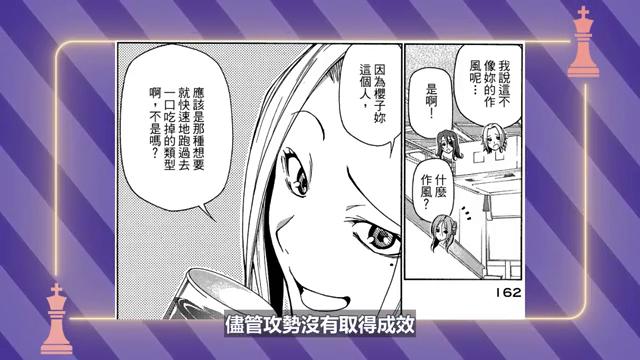 我說這不
像妳的作
風呢…
是啊！
什麼
作風？
因為櫻子妳
這個人，
應該是那種想要
就快速地跑過去
一口吃掉的類型
啊，不是嗎？
162
儘管攻勢沒有取得成效